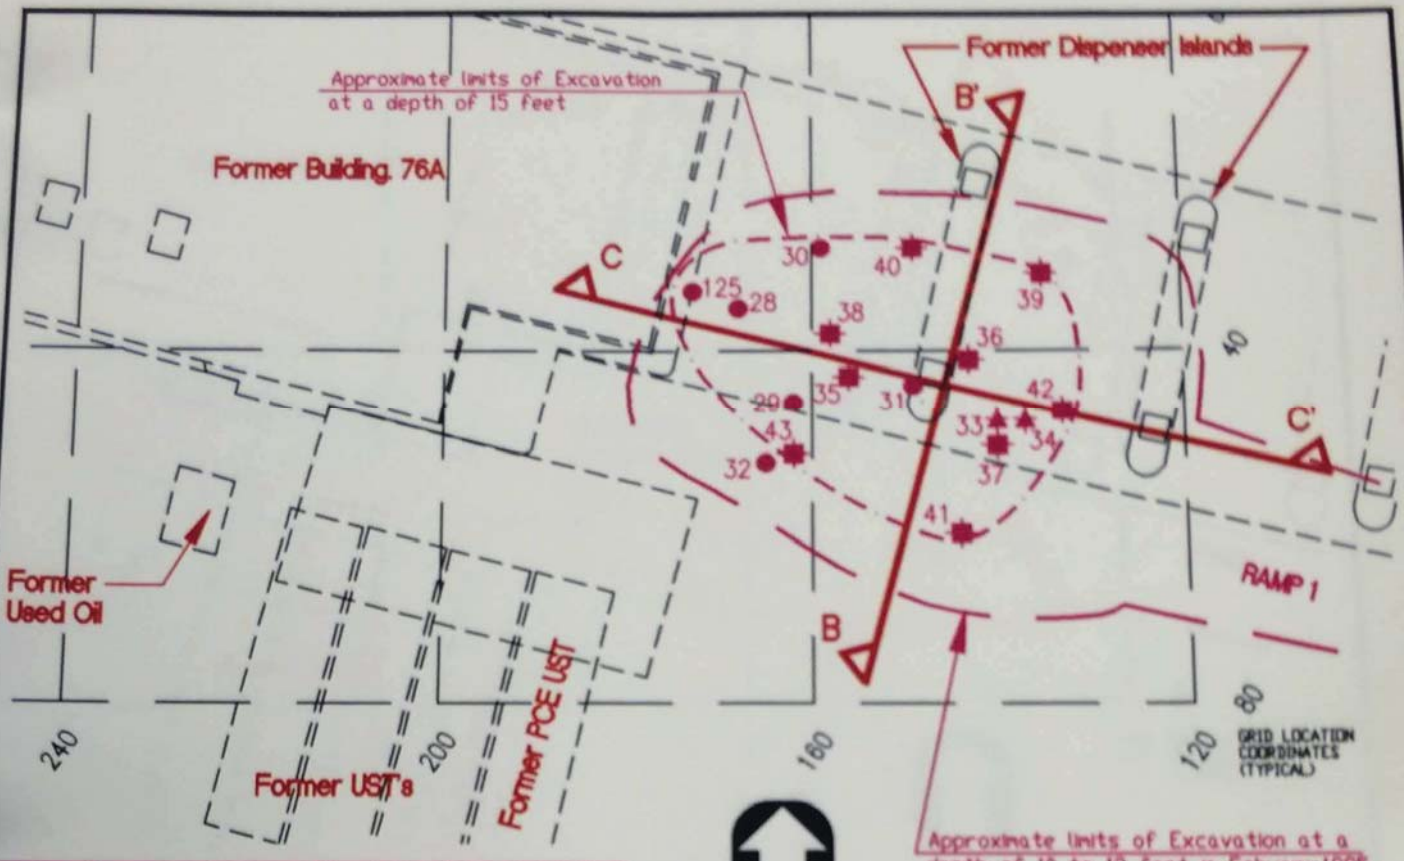 Former Dispenser Islands
Approximate limits of Excavation
at a depth of 15 feet
B'
Former Building. 76A
C
30
40
39
125
28
38
36
40
35
31
42
29
43
33
34
C'
32
37
41
Former
Used Oil
RAMP 1
B
Former PCE UST
Former UST's
240
200
160
120
80
GRID LOCATION
COORDINATES
(TYPICAL)
Approximate limits of Excavation at a